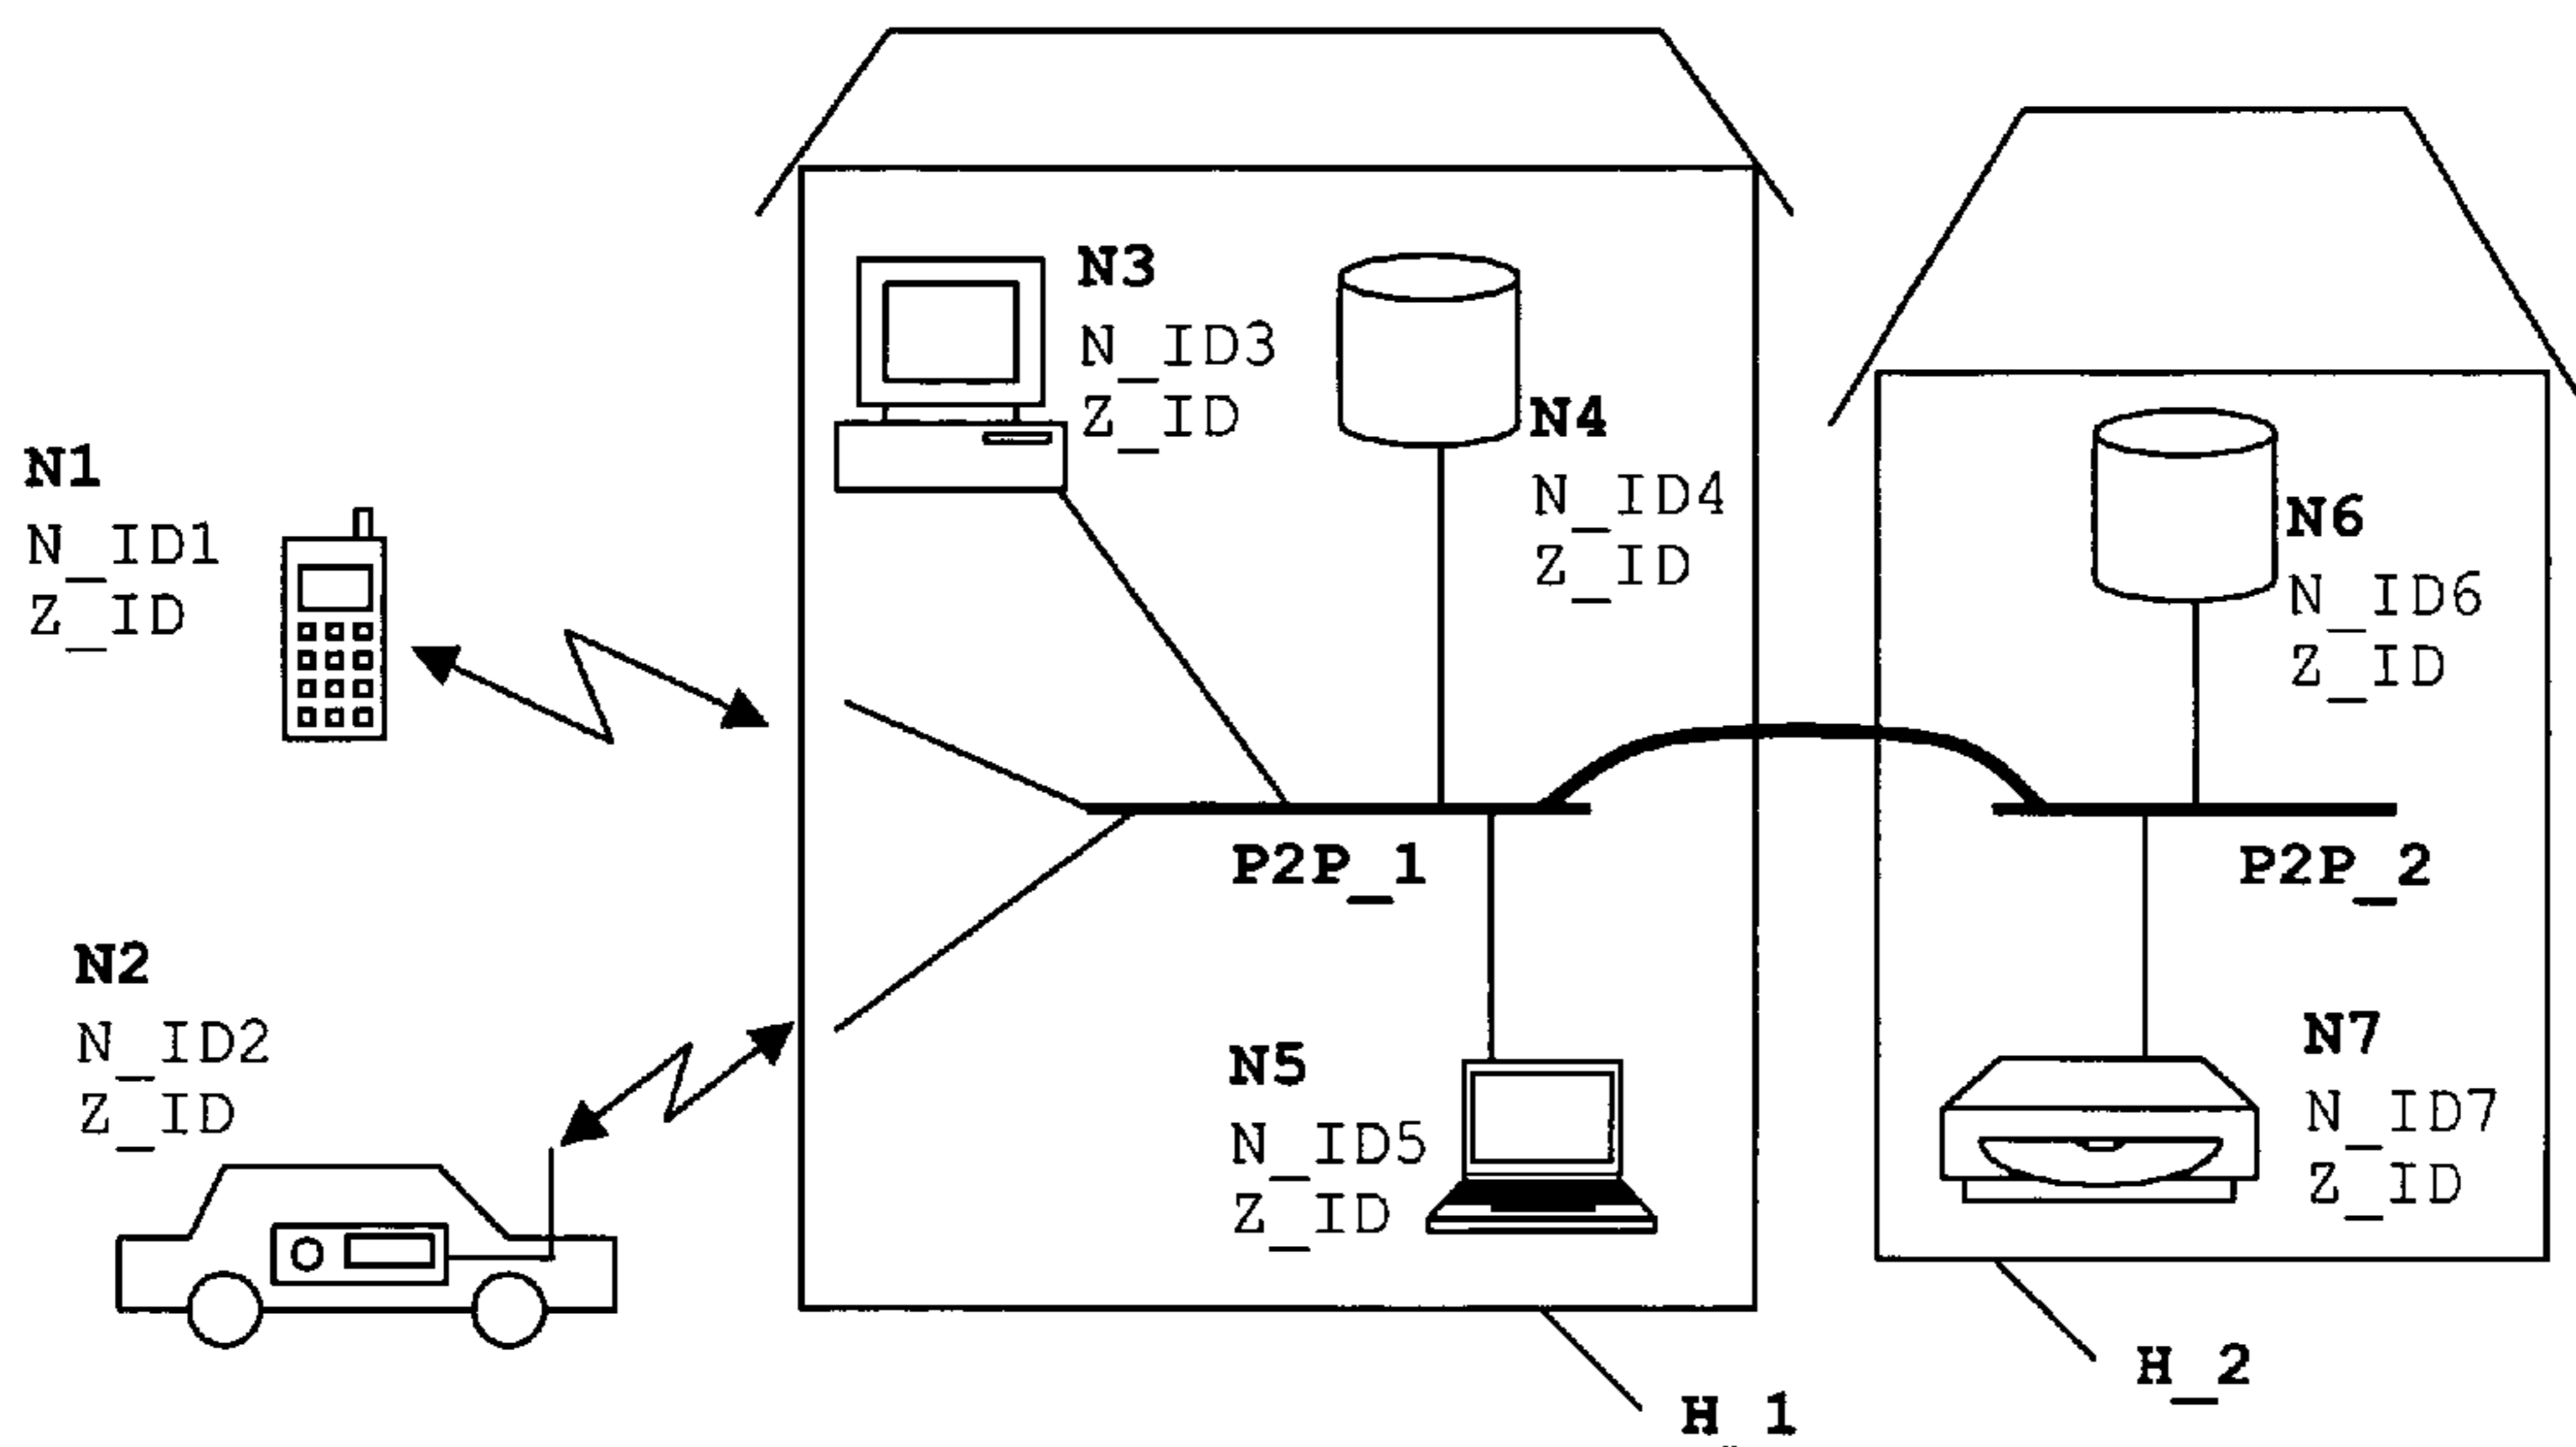 N1
N_ID1
Z_ID
N2
N_ID2
Z_ID
N3
N_ID3
Z_ID
N4
N_ID4
Z_ID
P2P_1
N5
N_ID5
Z_ID
H_1
N6
N_ID6
Z_ID
P2P_2
N7
N_ID7
Z_ID
H_2